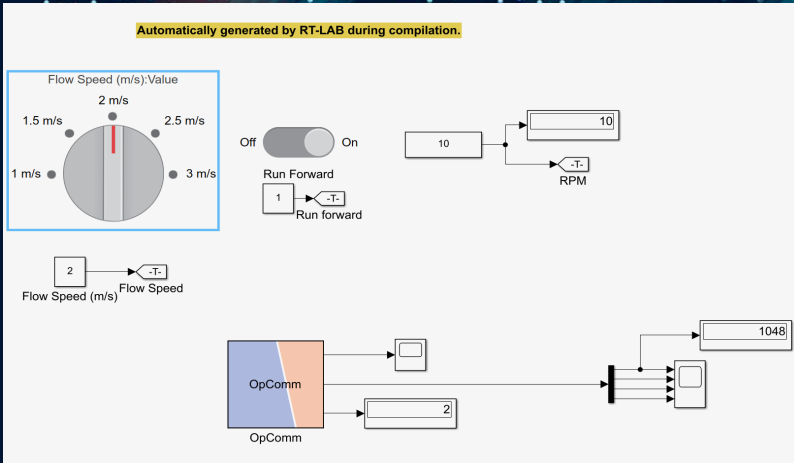 Automatically generated by RT-LAB during compilation.
Flow Speed (m/s):Value
2 m/s
1.5 m/s
2.5 m/s
1 m/s
3 m/s
Off
On
Run Forward
1
-T-
Run forward
10
10
-T-
RPM
2
-T-
Flow Speed (m/s)
Flow Speed
1048
OpComm
2
OpComm